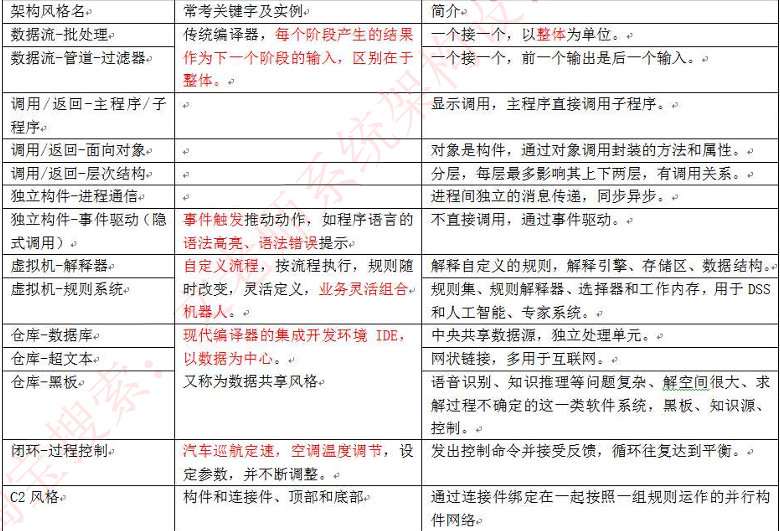 架构风格名 常考关键字及实例 简介
数据流-批处理 传统编译器，每个阶段产生的结果 一个接一个，以整体为单位。
数据流-管道-过滤器 作为下一个阶段的输入，区别在于 一个接一个，前一个输出是后一个输入。
整体。
调用/返回-主程序/子 显示调用，主程序直接调用子程序。
程序
调用/返回-面向对象 对象是构件，通过对象调用封装的方法和属性。
调用/返回-层次结构 分层，每层最多影响其上下两层，有调用关系。
独立构件-进程通信 进程间独立的消息传递，同步异步。
独立构件-事件驱动（隐 事件触发推动动作，如程序语言的 不直接调用，通过事件驱动。
式调用） 语法高亮、语法错误提示
虚拟机-解释器 自定义流程，按流程执行，规则随 解释自定义的规则，解释引擎、存储区、数据结构。
虚拟机-规则系统 时改变，灵活定义，业务灵活组合 规则集、规则解释器、选择器和工作内存，用于 DSS
机器人。 和人工智能、专家系统。
仓库-数据库 现代编译器的集成开发环境 IDE， 中央共享数据源，独立处理单元。
仓库-超文本 以数据为中心。 网状链接，多用于互联网。
仓库-黑板 又称为数据共享风格 语音识别、知识推理等问题复杂、解空间很大、求
解过程不确定的这一类软件系统，黑板、知识源、
控制。
闭环-过程控制 汽车巡航定速，空调温度调节，设 发出控制命令并接受反馈，循环往复达到平衡。
定参数，并不断调整。
C2 风格 构件和连接件、顶部和底部 通过连接件绑定在一起按照一组规则运作的并行
构件网络